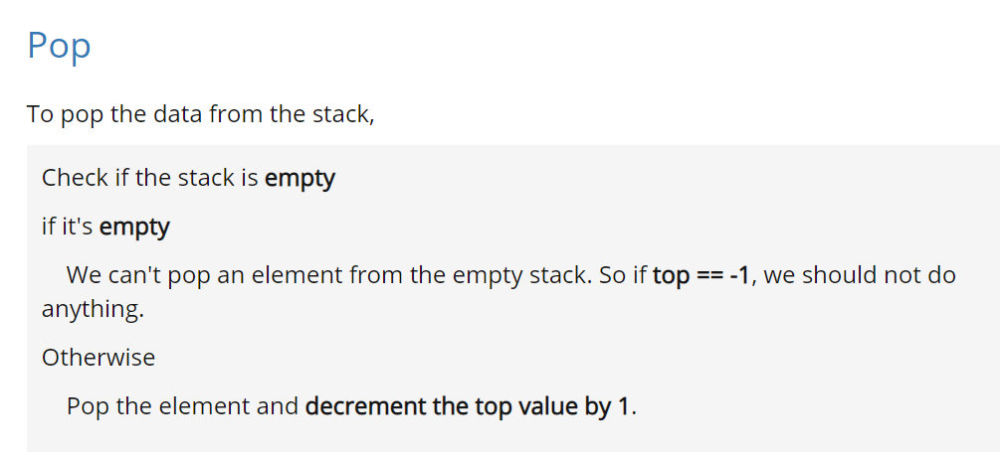 Pop
To pop the data from the stack,
Check if the stack is empty
if it's empty
We can't pop an element from the empty stack. So if top == -1, we should not do
anything.
Otherwise
Pop the element and decrement the top value by 1.